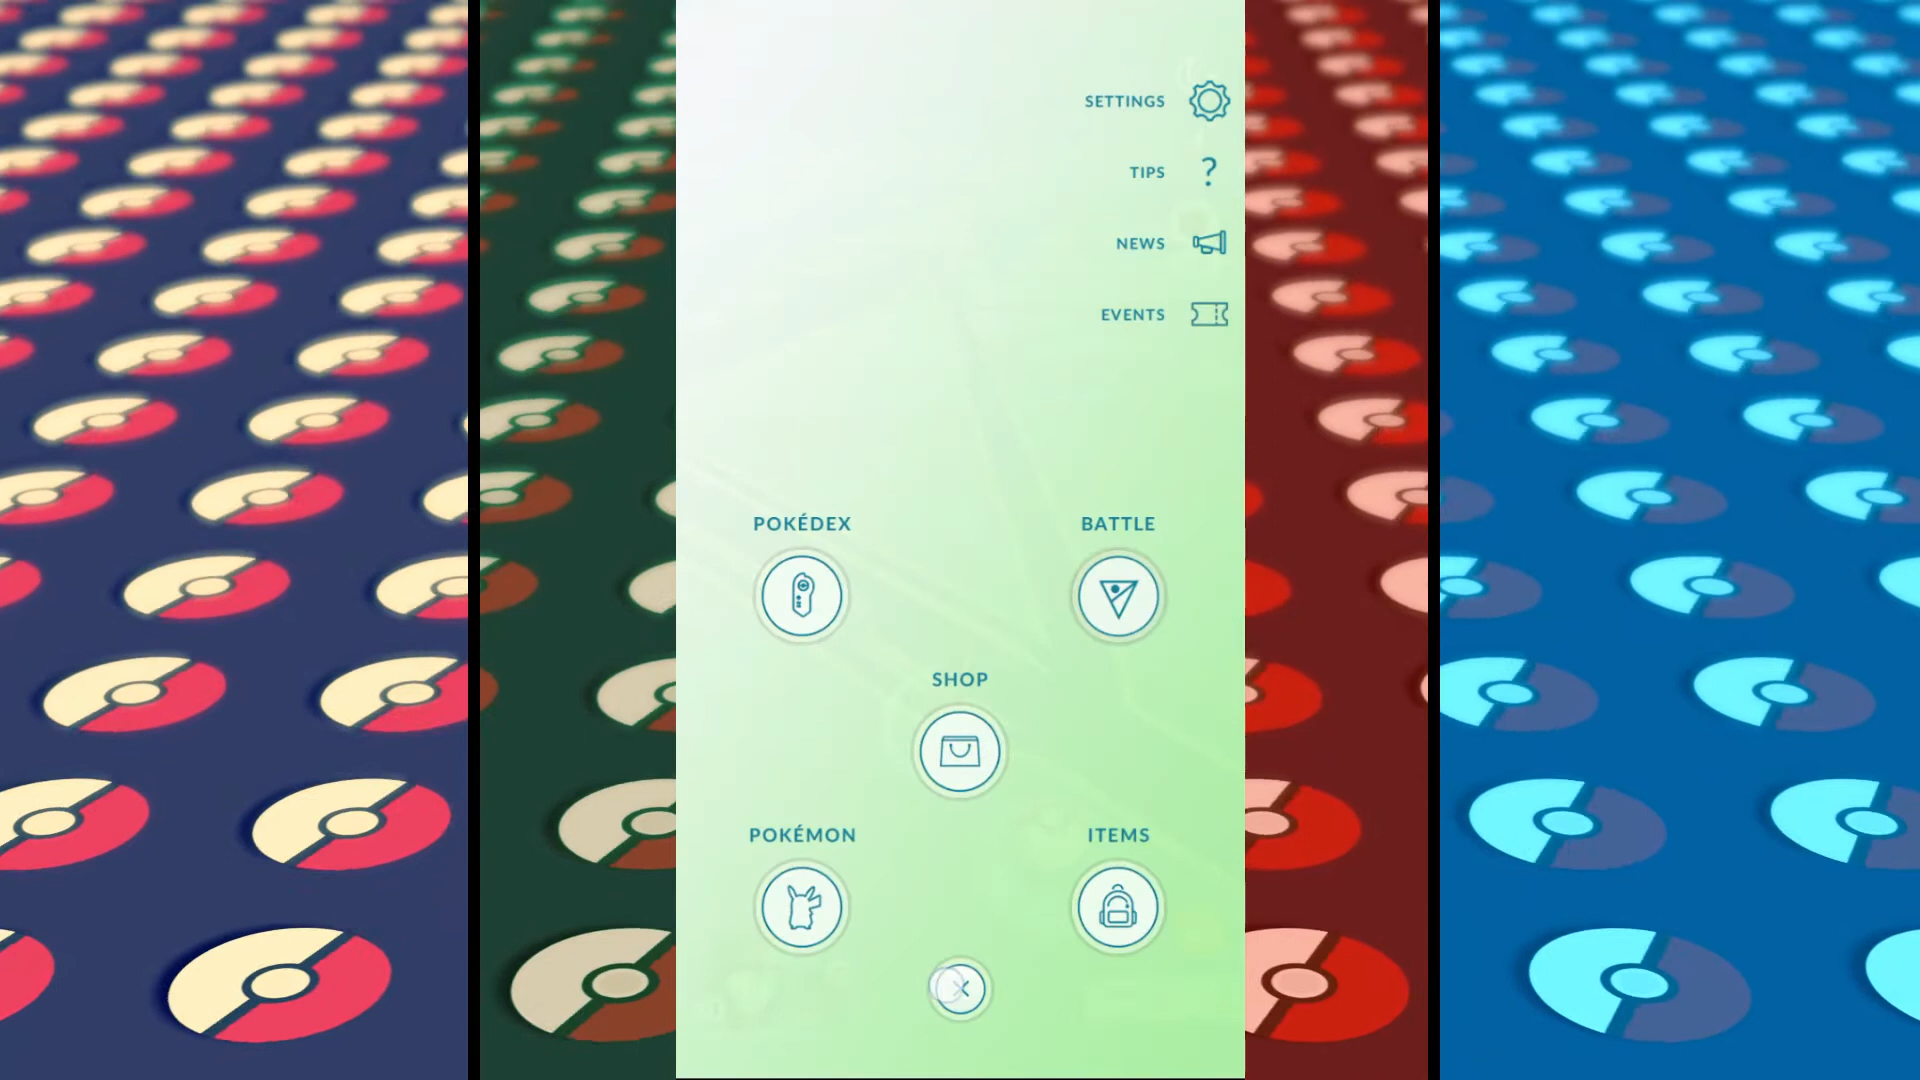 SETTINGS
TIPS
NEWS
EVENTS
POKÉDEX
BATTLE
SHOP
POKÉMON
ITEMS